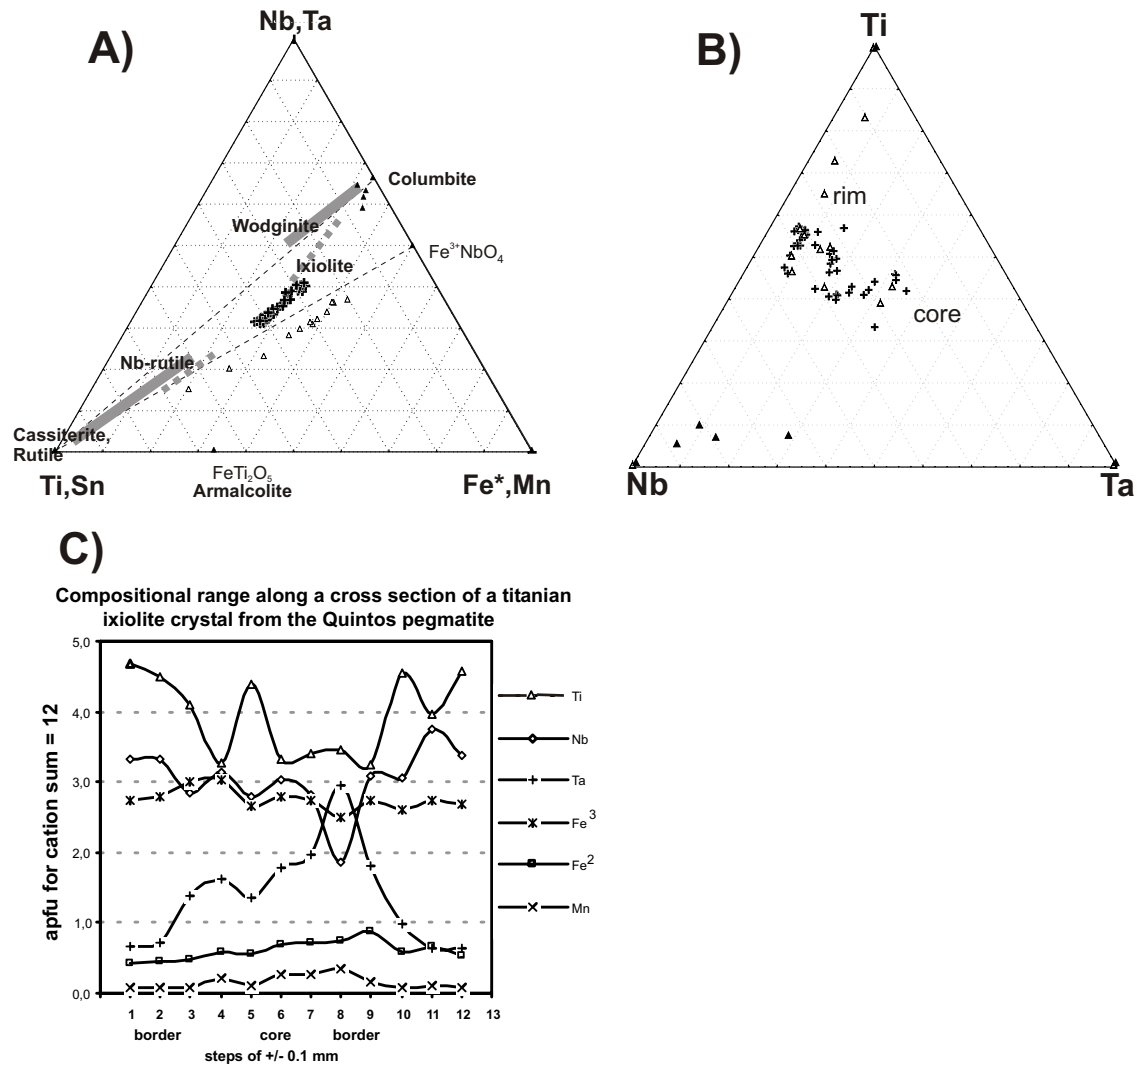 A)
Nb,Ta
Columbite
Wodginite
Fe³⁺NbO₄
Ixiolite
Nb-rutile
Cassiterite,
Rutile
Ti,Sn
FeTi₂O₅
Armalcolite
Fe*,Mn
B)
Ti
rim
core
Nb
Ta
C)
Compositional range along a cross section of a titanian
ixiolite crystal from the Quintos pegmatite
apfu for cation sum = 12
5,0
4,0
3,0
2,0
1,0
0,0
1 2 3 4 5 6 7 8 9 10 11 12 13
border core border
steps of +/- 0.1 mm
Ti
Nb
Ta
Fe³
Fe²
Mn